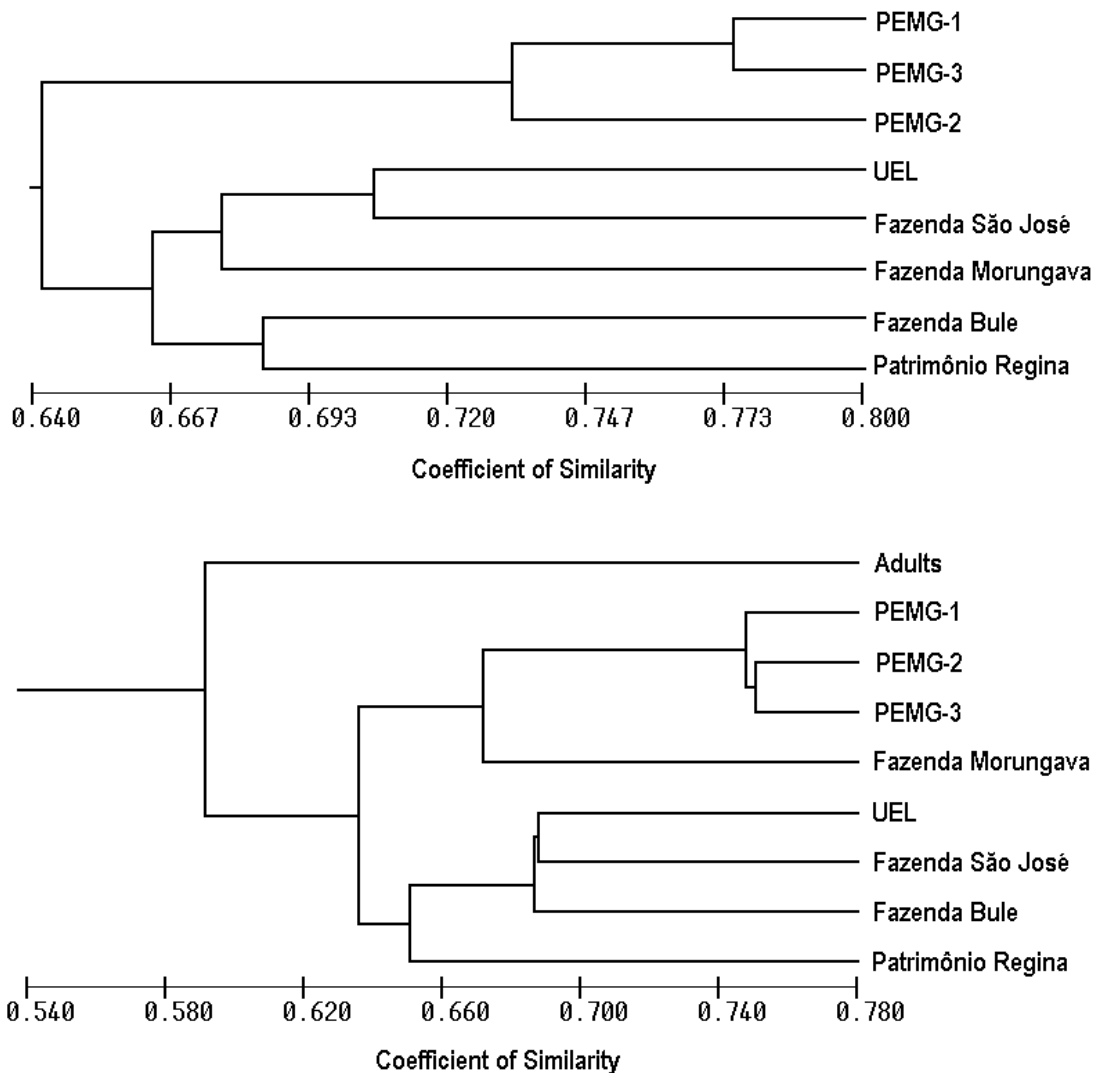 PEMG-1
PEMG-3
PEMG-2
UEL
Fazenda São José
Fazenda Morungava
Fazenda Bule
Patrimônio Regina
0.640 0.667 0.693 0.720 0.747 0.773 0.800
Coefficient of Similarity
Adults
PEMG-1
PEMG-2
PEMG-3
Fazenda Morungava
UEL
Fazenda São José
Fazenda Bule
Patrimônio Regina
0.540 0.580 0.620 0.660 0.700 0.740 0.780
Coefficient of Similarity